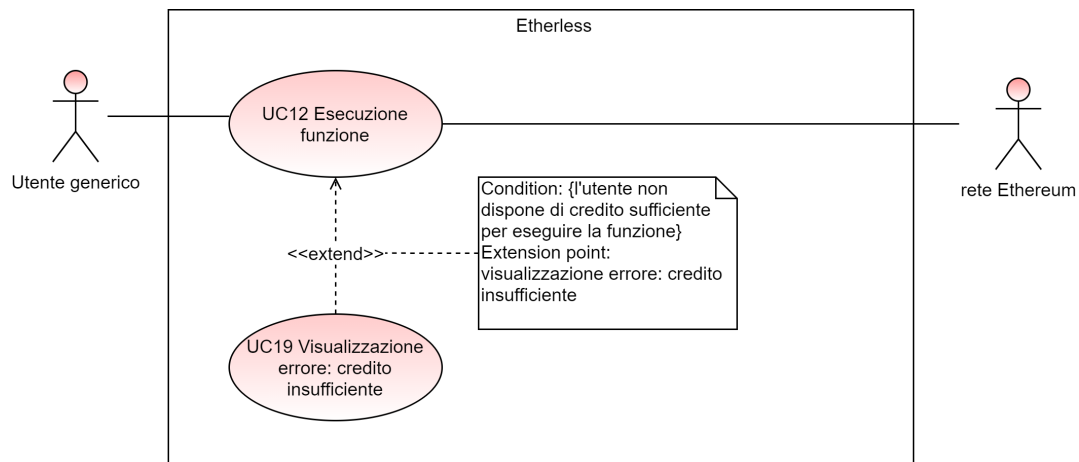 Etherless
UC12 Esecuzione
funzione
Utente generico
rete Ethereum
Condition: {l'utente non
dispone di credito sufficiente
per eseguire la funzione}
Extension point:
visualizzazione errore: credito
insufficiente
<<extend>>
UC19 Visualizzazione
errore: credito
insufficiente